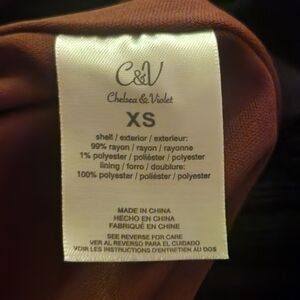 C&V
Chelsea & Violet
XS
shell / exterior / exterieur:
99% rayon / rayon / rayonne
1% polyester / poliéster / polyester
lining / forro / doublure:
100% polyester / poliéster / polyester
MADE IN CHINA
HECHO EN CHINA
FABRIQUÉ EN CHINE
SEE REVERSE FOR CARE
VER AL REVERSO PARA EL CUIDADO
VOIR LES INSTRUCTIONS D'ENTRETIEN AU DOS